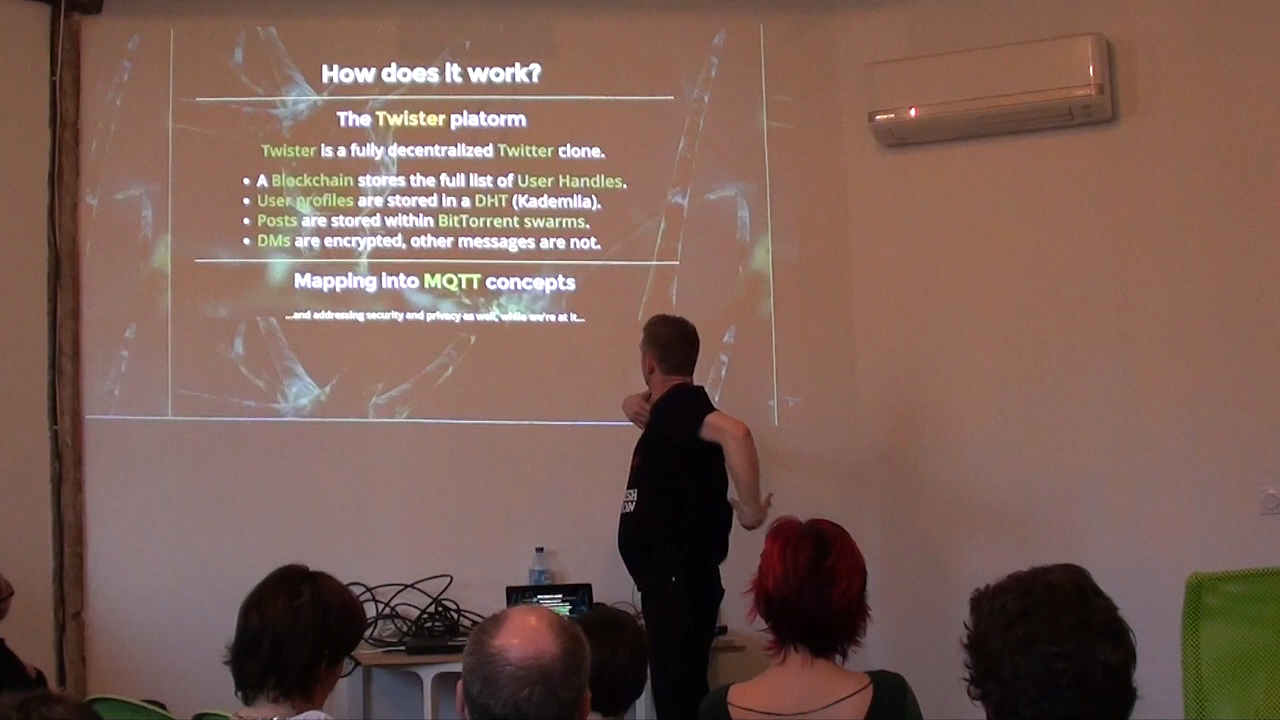 How does it work?
The Twister platorm
Twister is a fully decentralized Twitter clone.
• A Blockchain stores the full list of User Handles.
• User profiles are stored in a DHT (Kademlia).
• Posts are stored within BitTorrent swarms.
• DMs are encrypted, other messages are not.
Mapping into MQTT concepts
...and addressing security and privacy as well, while we're at it...